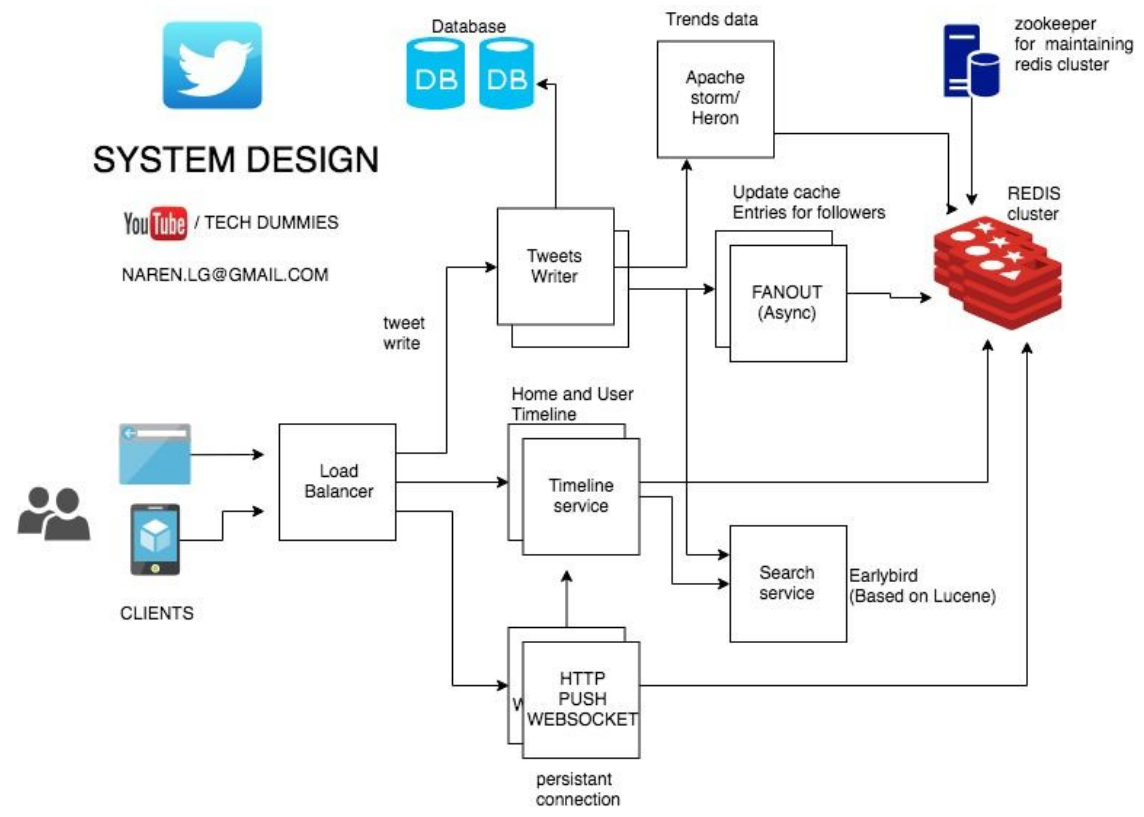 Database
DB DB
Trends data
Apache
storm/
Heron
zookeeper
for maintaining
redis cluster
SYSTEM DESIGN
YouTube / TECH DUMMIES
NAREN.LG@GMAIL.COM
Update cache
Entries for followers
REDIS
cluster
Tweets
Writer
FANOUT
(Async)
tweet
write
Home and User
Timeline
Load
Balancer
Timeline
service
Search
service
Earlybird
(Based on Lucene)
CLIENTS
W
HTTP
PUSH
WEBSOCKET
persistant
connection